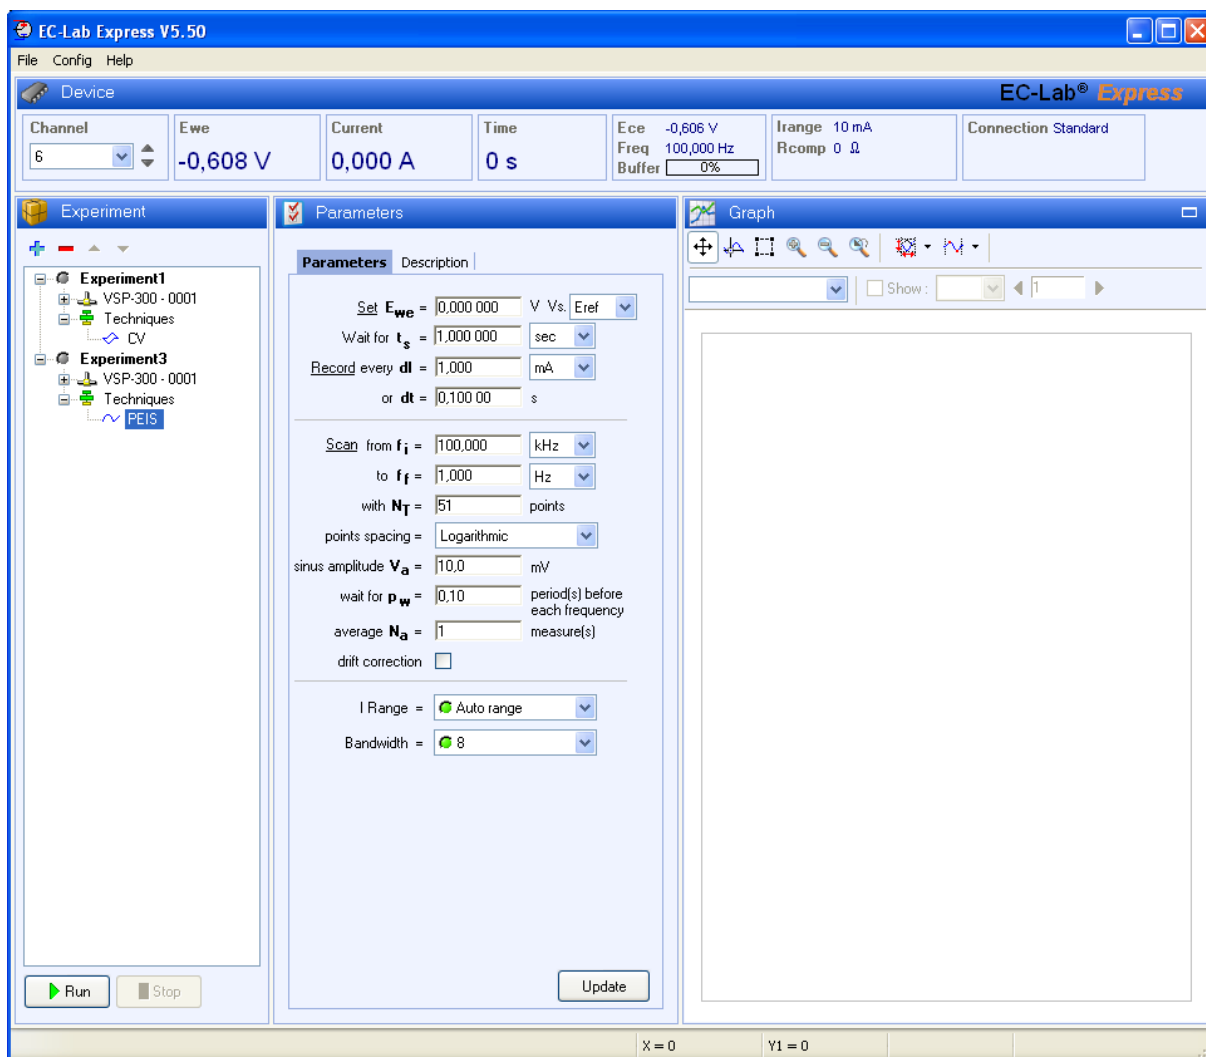 EC-Lab Express V5.50
File Config Help
Device EC-Lab® Express
Channel Ewe Current Time Ece -0,606 V Irange 10 mA Connection Standard
6 -0,608 V 0,000 A 0 s Freq 100,000 Hz Rcomp 0 Ω
Buffer 0%
Experiment
Experiment1
VSP-300 - 0001
Techniques
CV
Experiment3
VSP-300 - 0001
Techniques
PEIS
Run Stop
Parameters
Parameters Description
Set Ewe = 0,000 000 V Vs. Eref
Wait for ts = 1,000 000 sec
Record every dI = 1,000 mA
or dt = 0,100 00 s
Scan from fi = 100,000 kHz
to ff = 1,000 Hz
with NT = 51 points
points spacing = Logarithmic
sinus amplitude Va = 10,0 mV
wait for pw = 0,10 period(s) before
each frequency
average Na = 1 measure(s)
drift correction
I Range = Auto range
Bandwidth = 8
Update
Graph
Show : 1
X = 0 Y1 = 0